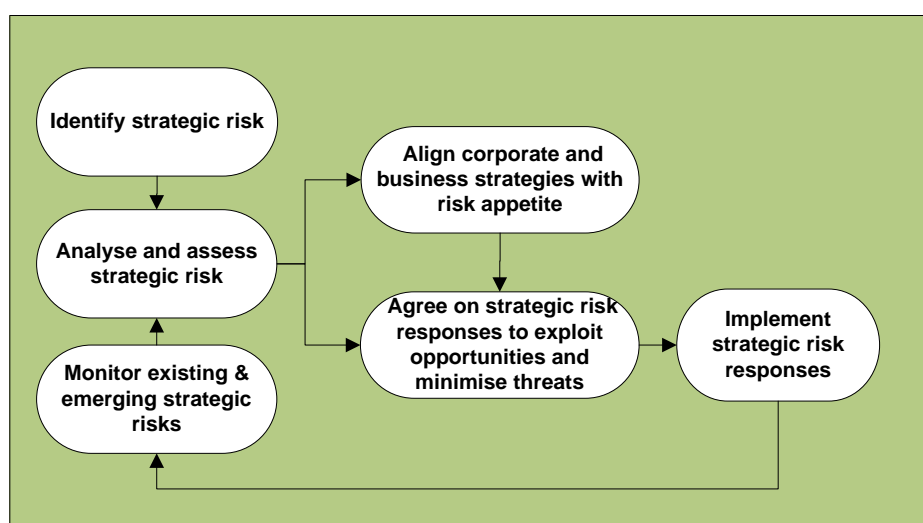 Identify strategic risk
Analyse and assess
strategic risk
Monitor existing &
emerging strategic
risks
Align corporate and
business strategies with
risk appetite
Agree on strategic risk
responses to exploit
opportunities and
minimise threats
Implement
strategic risk
responses